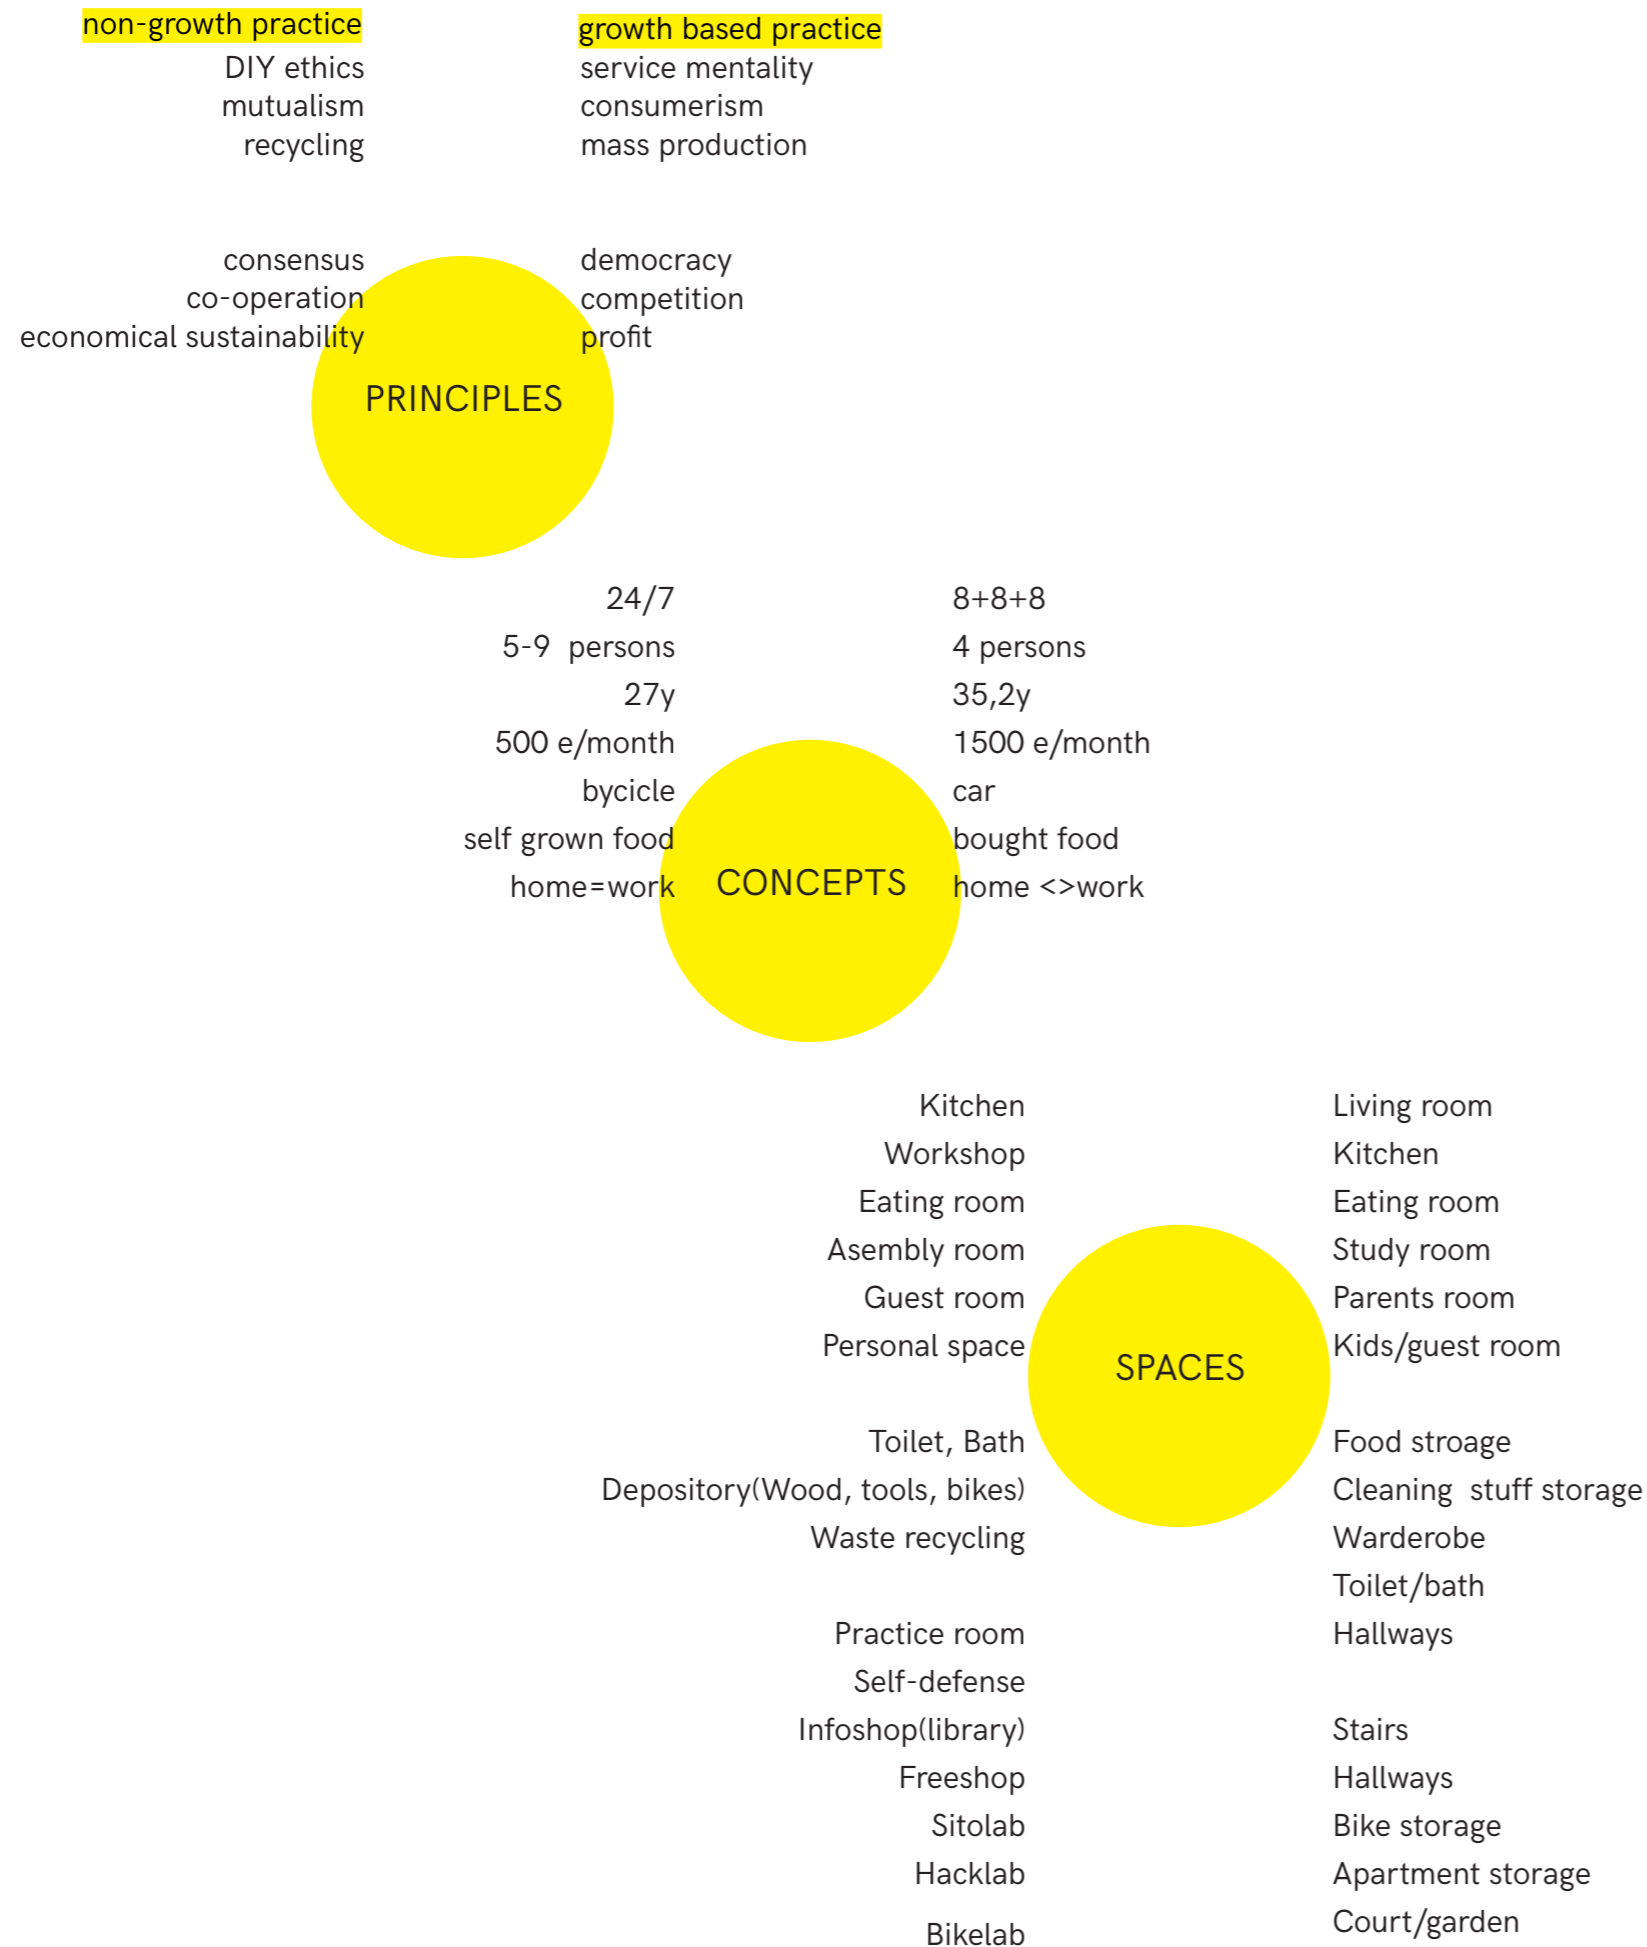 non-growth practice
DIY ethics
mutualism
recycling
consensus
co-operation
economical sustainability
growth based practice
service mentality
consumerism
mass production
democracy
competition
profit
PRINCIPLES
24/7
5-9 persons
27y
500 e/month
bycicle
self grown food
home=work
CONCEPTS
8+8+8
4 persons
35,2y
1500 e/month
car
bought food
home <>work
Kitchen
Workshop
Eating room
Asembly room
Guest room
Personal space
Toilet, Bath
Depository(Wood, tools, bikes)
Waste recycling
Practice room
Self-defense
Infoshop(library)
Freeshop
Sitolab
Hacklab
Bikelab
SPACES
Living room
Kitchen
Eating room
Study room
Parents room
Kids/guest room
Food stroage
Cleaning stuff storage
Warderobe
Toilet/bath
Hallways
Stairs
Hallways
Bike storage
Apartment storage
Court/garden